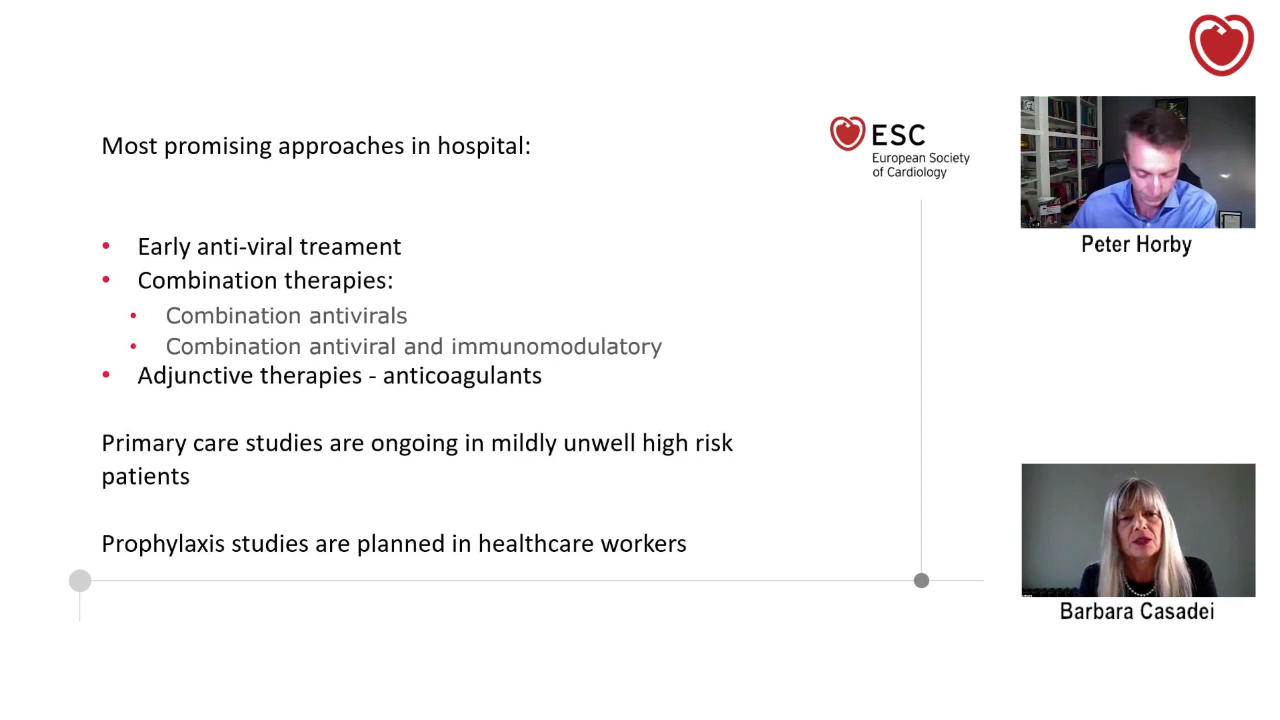 Most promising approaches in hospital:
ESC
European Society
of Cardiology
• Early anti-viral treament
• Combination therapies:
• Combination antivirals
• Combination antiviral and immunomodulatory
• Adjunctive therapies - anticoagulants
Primary care studies are ongoing in mildly unwell high risk
patients
Prophylaxis studies are planned in healthcare workers
Peter Horby
Barbara Casadei